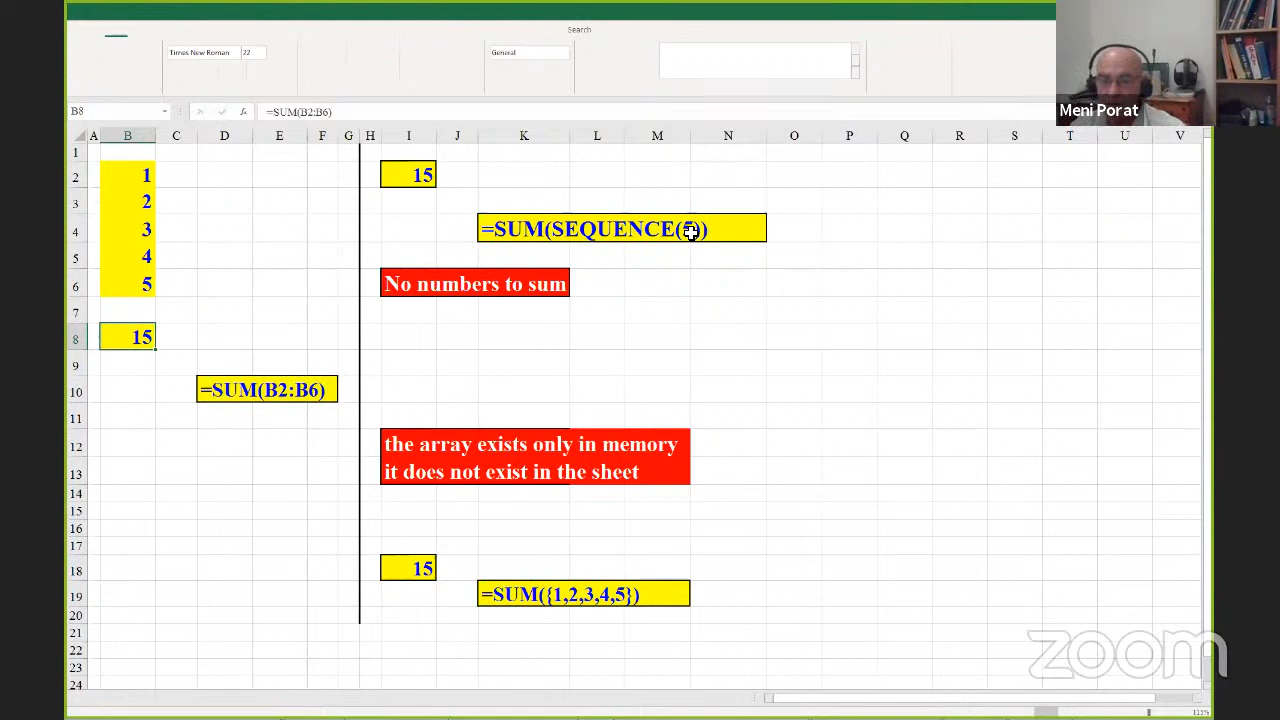 Search
Times New Roman 22
General
Meni Porat
B8 fx =SUM(B2:B6)
A B C D E F G H I J K L M N O P Q R S T U V
1
2 1 15
3 2
4 3 =SUM(SEQUENCE(5))
5 4
6 5 No numbers to sum
7
8 15
9
10 =SUM(B2:B6)
11
12 the array exists only in memory
13 it does not exist in the sheet
14
15
16
17
18 15
19 =SUM({1,2,3,4,5})
20
21
22
23
24
zoom
115%